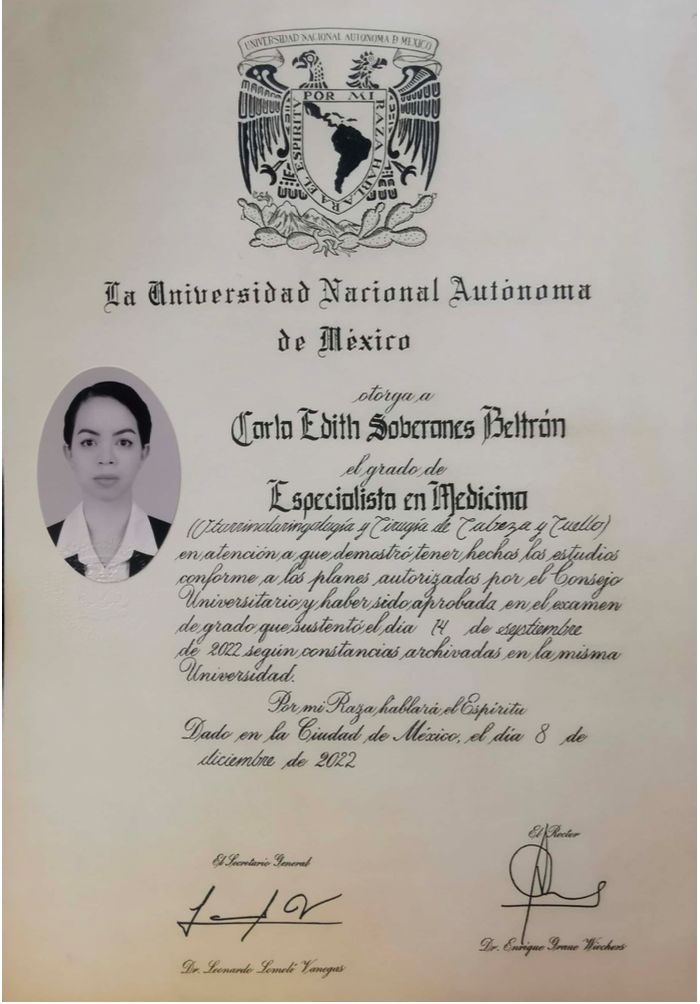 UNIVERSIDAD NACIONAL AUTONOMA D MEXICO
POR MI RAZA HABLARA EL ESPIRITU
La Universidad Nacional Autónoma
de México
otorga a
Carla Edith Soberanes Beltrán
el grado de
Especialista en Medicina
(Otorrinolaringología y Cirugía de Cabeza y Cuello)
en atención a que demostró tener hechos los estudios
conforme a los planes autorizados por el Consejo
Universitario y haber sido aprobada en el examen
de grado que sustentó el día 14 de septiembre
de 2022 según constancias archivadas en la misma
Universidad.
Por mi Raza hablará el Espíritu
Dado en la Ciudad de México, el día 8 de
diciembre de 2022
El Rector
El Secretario General
Dr. Enrique Graue Wiechers
Dr. Leonardo Lomelí Vanegas